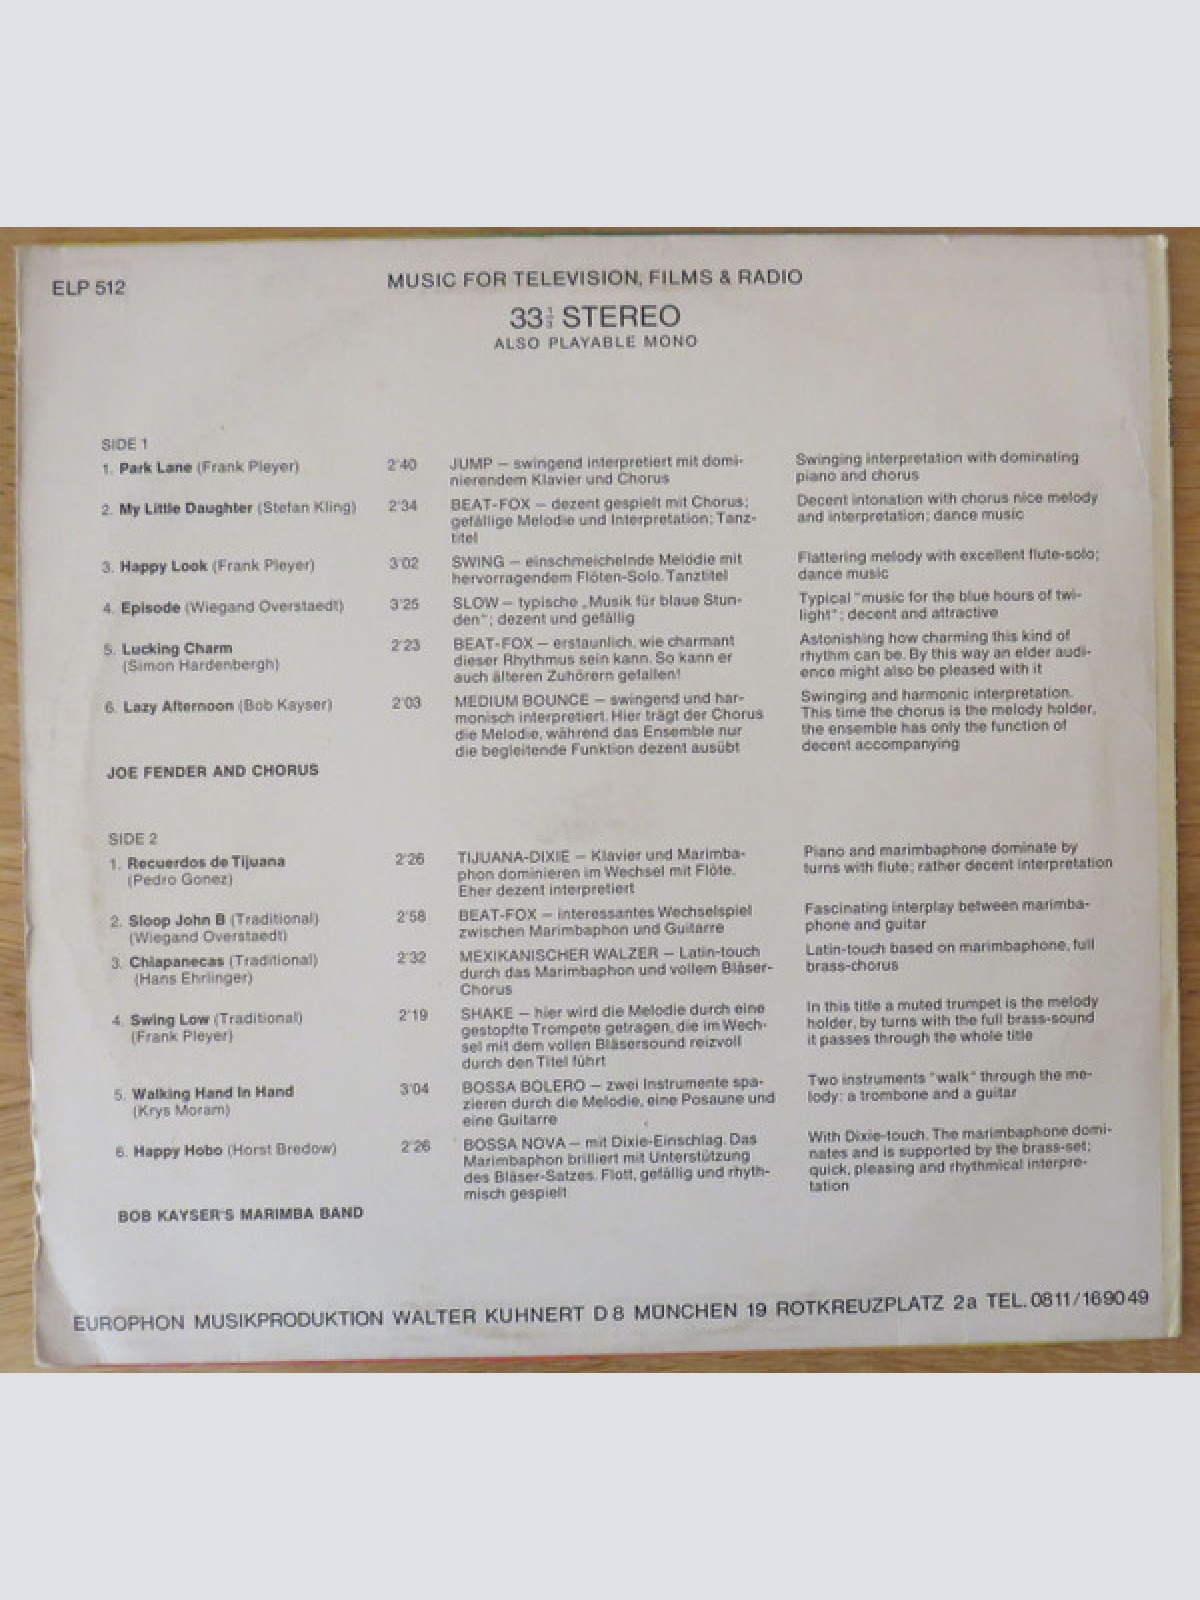 ELP 512
MUSIC FOR TELEVISION, FILMS & RADIO
33⅓ STEREO
ALSO PLAYABLE MONO
SIDE 1
1. Park Lane (Frank Pleyer) 2'40 JUMP – swingend interpretiert mit domi- Swinging interpretation with dominating
nierendem Klavier und Chorus piano and chorus
2. My Little Daughter (Stefan Kling) 2'34 BEAT-FOX – dezent gespielt mit Chorus; Decent intonation with chorus nice melody
gefällige Melodie und Interpretation; Tanz- and interpretation; dance music
titel
3. Happy Look (Frank Pleyer) 3'02 SWING – einschmeichelnde Melodie mit Flattering melody with excellent flute-solo;
hervorragendem Flöten-Solo. Tanztitel dance music
4. Episode (Wiegand Overstaedt) 3'25 SLOW – typische „Musik für blaue Stun- Typical "music for the blue hours of twi-
den"; dezent und gefällig light"; decent and attractive
5. Lucking Charm 2'23 BEAT-FOX – erstaunlich, wie charmant Astonishing how charming this kind of
(Simon Hardenbergh) dieser Rhythmus sein kann. So kann er rhythm can be. By this way an elder audi-
auch älteren Zuhörern gefallen! ence might also be pleased with it
6. Lazy Afternoon (Bob Kayser) 2'03 MEDIUM BOUNCE – swingend und har- Swinging and harmonic interpretation.
monisch interpretiert. Hier trägt der Chorus This time the chorus is the melody holder,
die Melodie, während das Ensemble nur the ensemble has only the function of
die begleitende Funktion dezent ausübt decent accompanying
JOE FENDER AND CHORUS
SIDE 2
1. Recuerdos de Tijuana 2'26 TIJUANA-DIXIE – Klavier und Marimba- Piano and marimbaphone dominate by
(Pedro Gonez) phon dominieren im Wechsel mit Flöte. turns with flute; rather decent interpretation
Eher dezent interpretiert
2. Sloop John B (Traditional) 2'58 BEAT-FOX – interessantes Wechselspiel Fascinating interplay between marimba-
(Wiegand Overstaedt) zwischen Marimbaphon und Guitarre phone and guitar
3. Chiapanecas (Traditional) 2'32 MEXIKANISCHER WALZER – Latin-touch Latin-touch based on marimbaphone, full
(Hans Ehrlinger) durch das Marimbaphon und vollem Bläser- brass-chorus
Chorus
4. Swing Low (Traditional) 2'19 SHAKE – hier wird die Melodie durch eine In this title a muted trumpet is the melody
(Frank Pleyer) gestopfte Trompete getragen, die im Wech- holder, by turns with the full brass-sound
sel mit dem vollen Bläsersound reizvoll it passes through the whole title
durch den Titel führt
5. Walking Hand In Hand 3'04 BOSSA BOLERO – zwei Instrumente spa- Two instruments "walk" through the me-
(Krys Moram) zieren durch die Melodie, eine Posaune und lody: a trombone and a guitar
eine Guitarre
6. Happy Hobo (Horst Bredow) 2'26 BOSSA NOVA – mit Dixie-Einschlag. Das With Dixie-touch. The marimbaphone domi-
Marimbaphon brilliert mit Unterstützung nates and is supported by the brass-set;
des Bläser-Satzes. Flott, gefällig und rhyth- quick, pleasing and rhythmical interpre-
misch gespielt tation
BOB KAYSER'S MARIMBA BAND
EUROPHON MUSIKPRODUKTION WALTER KUHNERT D 8 MÜNCHEN 19 ROTKREUZPLATZ 2a TEL. 0811/169049